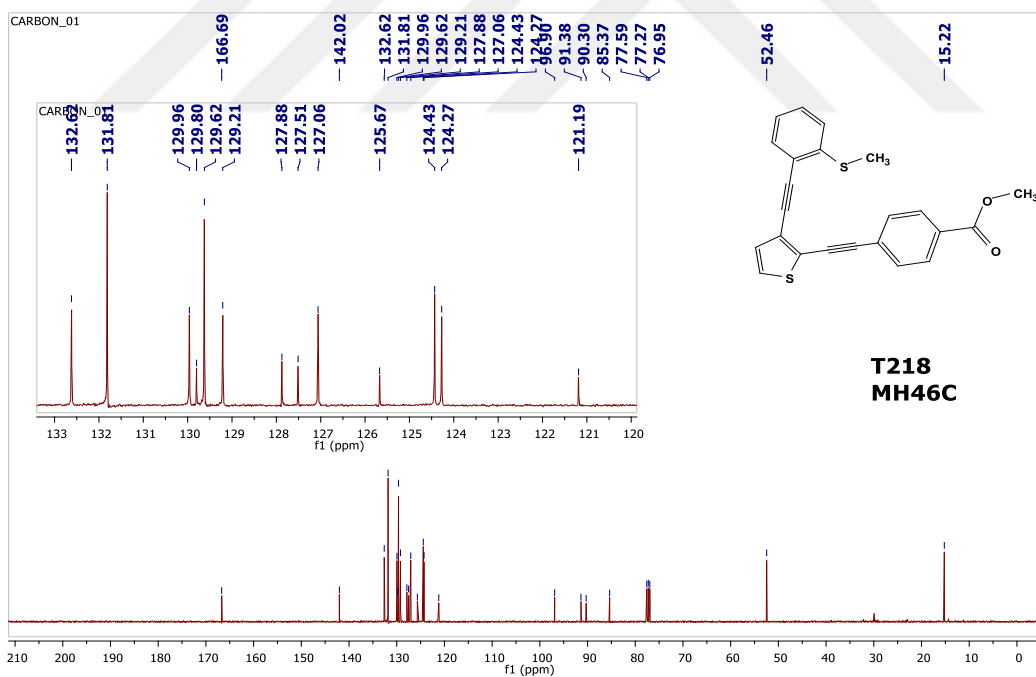 CARBON_01
166.69
142.02
132.62
131.81
129.96
129.62
129.21
127.88
127.06
124.43
124.27
96.90
91.38
90.30
85.37
77.59
77.27
76.95
52.46
15.22
CARBON_01
132.62
131.81
129.96
129.80
129.62
129.21
127.88
127.51
127.06
125.67
124.43
124.27
121.19
133 132 131 130 129 128 127 126 125 124 123 122 121 120
f1 (ppm)
S
CH3
O
CH3
O
S
T218
MH46C
210 200 190 180 170 160 150 140 130 120 110 100 90 80 70 60 50 40 30 20 10 0
f1 (ppm)